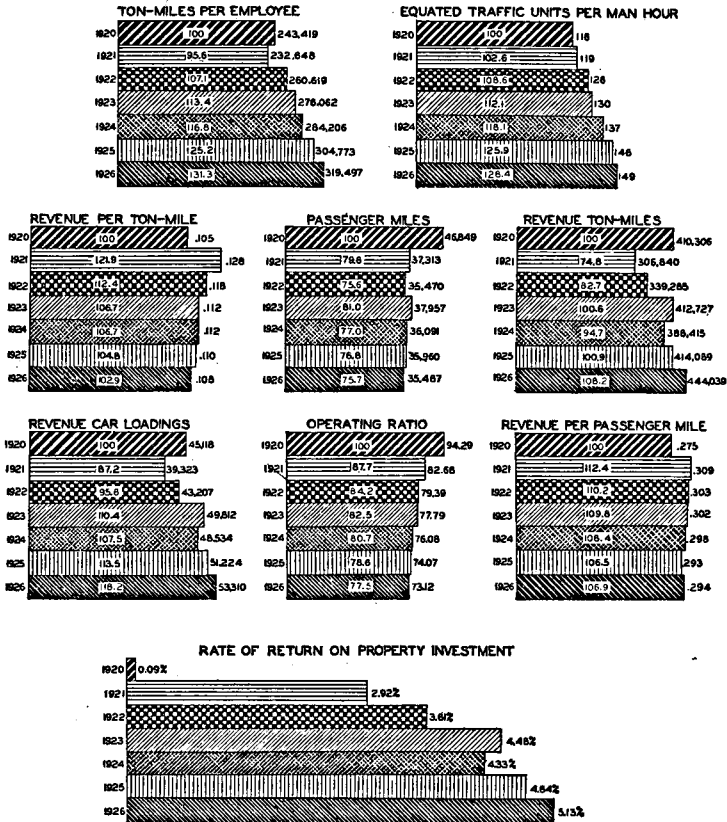 TON-MILES PER EMPLOYEE
1920 100 243,419
1921 95.6 232,648
1922 107.1 260,619
1923 113.4 276,062
1924 116.8 284,206
1925 125.2 304,773
1926 131.3 319,497
EQUATED TRAFFIC UNITS PER MAN HOUR
1920 100 116
1921 102.6 119
1922 108.6 126
1923 112.1 130
1924 118.1 137
1925 125.9 146
1926 128.4 149
REVENUE PER TON-MILE
1920 100 .105
1921 121.9 .128
1922 112.4 .118
1923 106.7 .112
1924 106.7 .112
1925 104.8 .110
1926 102.9 .108
PASSENGER MILES
1920 100 46,849
1921 79.6 37,313
1922 75.6 35,470
1923 81.0 37,957
1924 77.0 36,091
1925 76.8 35,960
1926 75.7 35,487
REVENUE TON-MILES
1920 100 410,306
1921 74.8 306,840
1922 82.7 339,285
1923 100.6 412,727
1924 94.7 388,415
1925 100.9 414,089
1926 108.2 444,039
REVENUE CAR LOADINGS
1920 100 45,118
1921 87.2 39,323
1922 95.8 43,207
1923 110.4 49,812
1924 107.5 48,534
1925 113.5 51,224
1926 118.2 53,310
OPERATING RATIO
1920 100 94.29
1921 87.7 82.68
1922 84.2 79.39
1923 82.5 77.79
1924 80.7 76.08
1925 78.6 74.07
1926 77.5 73.12
REVENUE PER PASSENGER MILE
1920 100 .275
1921 112.4 .309
1922 110.2 .303
1923 109.8 .302
1924 108.4 .298
1925 106.5 .293
1926 106.9 .294
RATE OF RETURN ON PROPERTY INVESTMENT
1920 0.09%
1921 2.92%
1922 3.61%
1923 4.48%
1924 4.33%
1925 4.84%
1926 5.13%